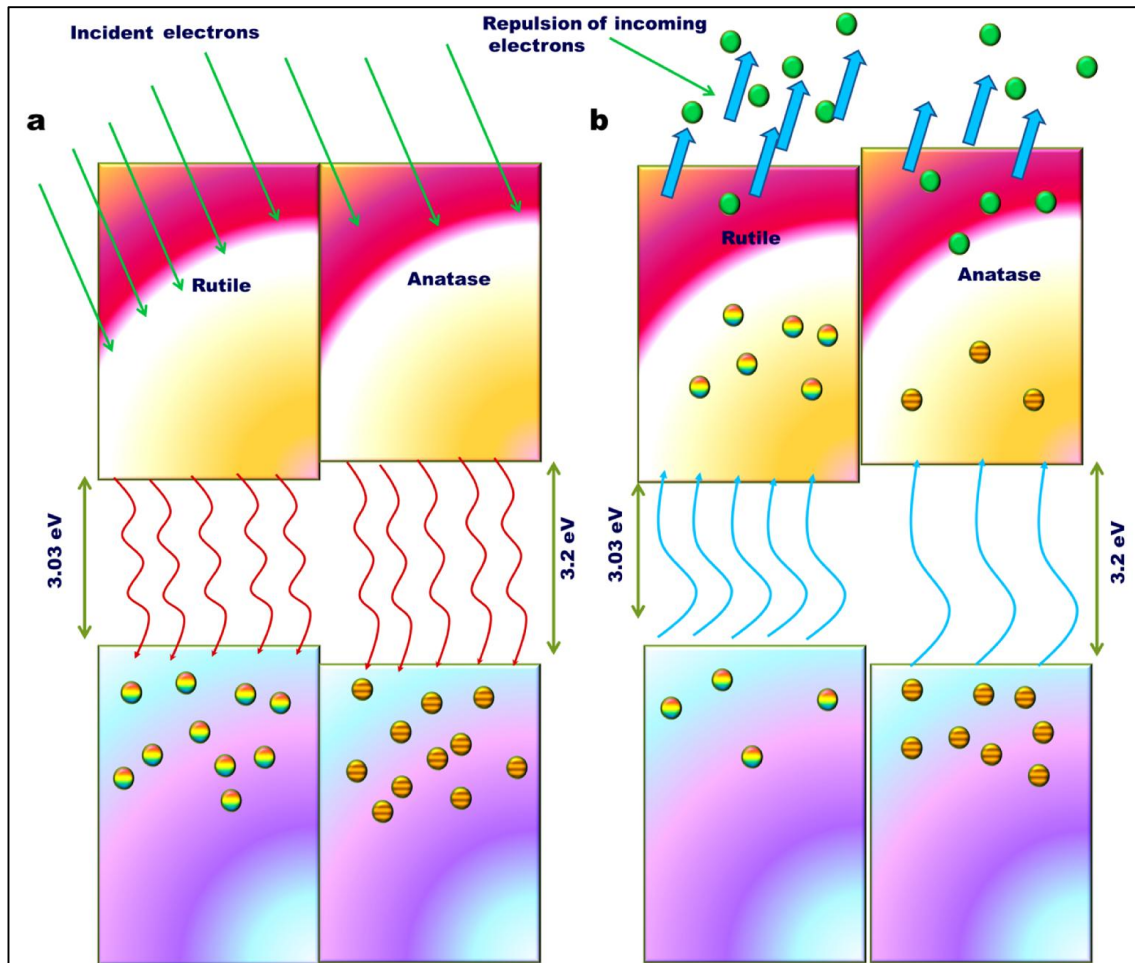 Incident electrons
Repulsion of incoming
electrons
a
b
Rutile
Anatase
Rutile
Anatase
3.03 eV
3.2 eV
3.03 eV
3.2 eV